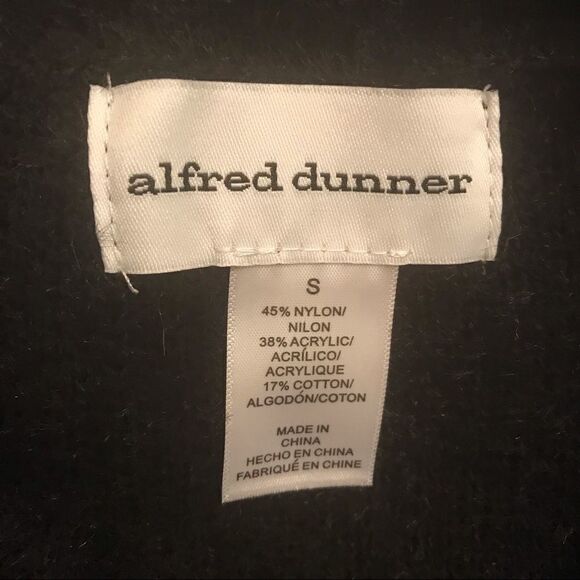 alfred dunner
S
45% NYLON/
NILON
38% ACRYLIC/
ACRÍLICO/
ACRYLIQUE
17% COTTON/
ALGODÓN/COTON
MADE IN
CHINA
HECHO EN CHINA
FABRIQUÉ EN CHINE